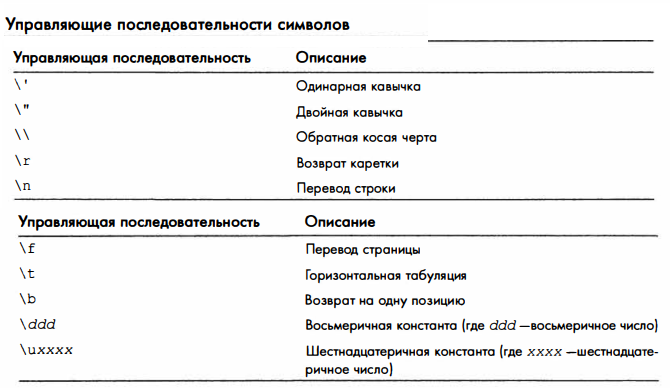 Управляющие последовательности символов
Управляющая последовательность Описание
\' Одинарная кавычка
\" Двойная кавычка
\\ Обратная косая черта
\r Возврат каретки
\n Перевод строки
Управляющая последовательность Описание
\f Перевод страницы
\t Горизонтальная табуляция
\b Возврат на одну позицию
\ddd Восьмеричная константа (где ddd —восьмеричное число)
\uxxxx Шестнадцатеричная константа (где xxxx —шестнадцате-
ричное число)